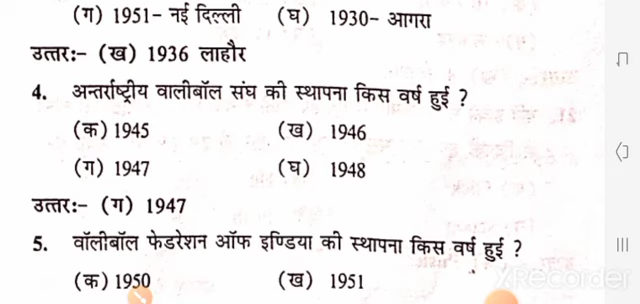 (ग) 1951– नई दिल्ली (घ) 1930– आगरा
उत्तर:– (ख) 1936 लाहौर
4. अन्तर्राष्ट्रीय वालीबॉल संघ की स्थापना किस वर्ष हुई ?
(क) 1945 (ख) 1946
(ग) 1947 (घ) 1948
उत्तर:– (ग) 1947
5. वॉलीबॉल फेडरेशन ऑफ इण्डिया की स्थापना किस वर्ष हुई ?
(क) 1950 (ख) 1951
XRecorder